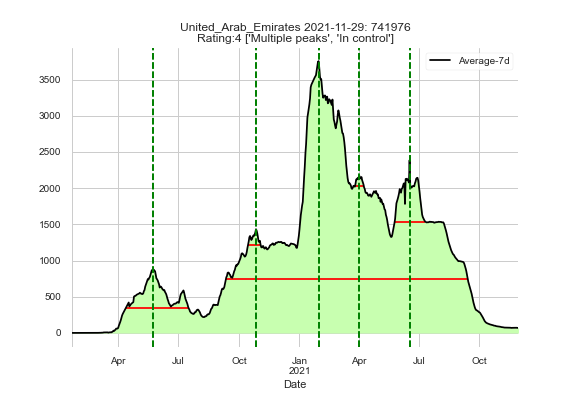 United_Arab_Emirates 2021-11-29: 741976
Rating:4 ['Multiple peaks', 'In control']
Average-7d
3500
3000
2500
2000
1500
1000
500
0
Apr
Jul
Oct
Jan
2021
Apr
Jul
Oct
Date